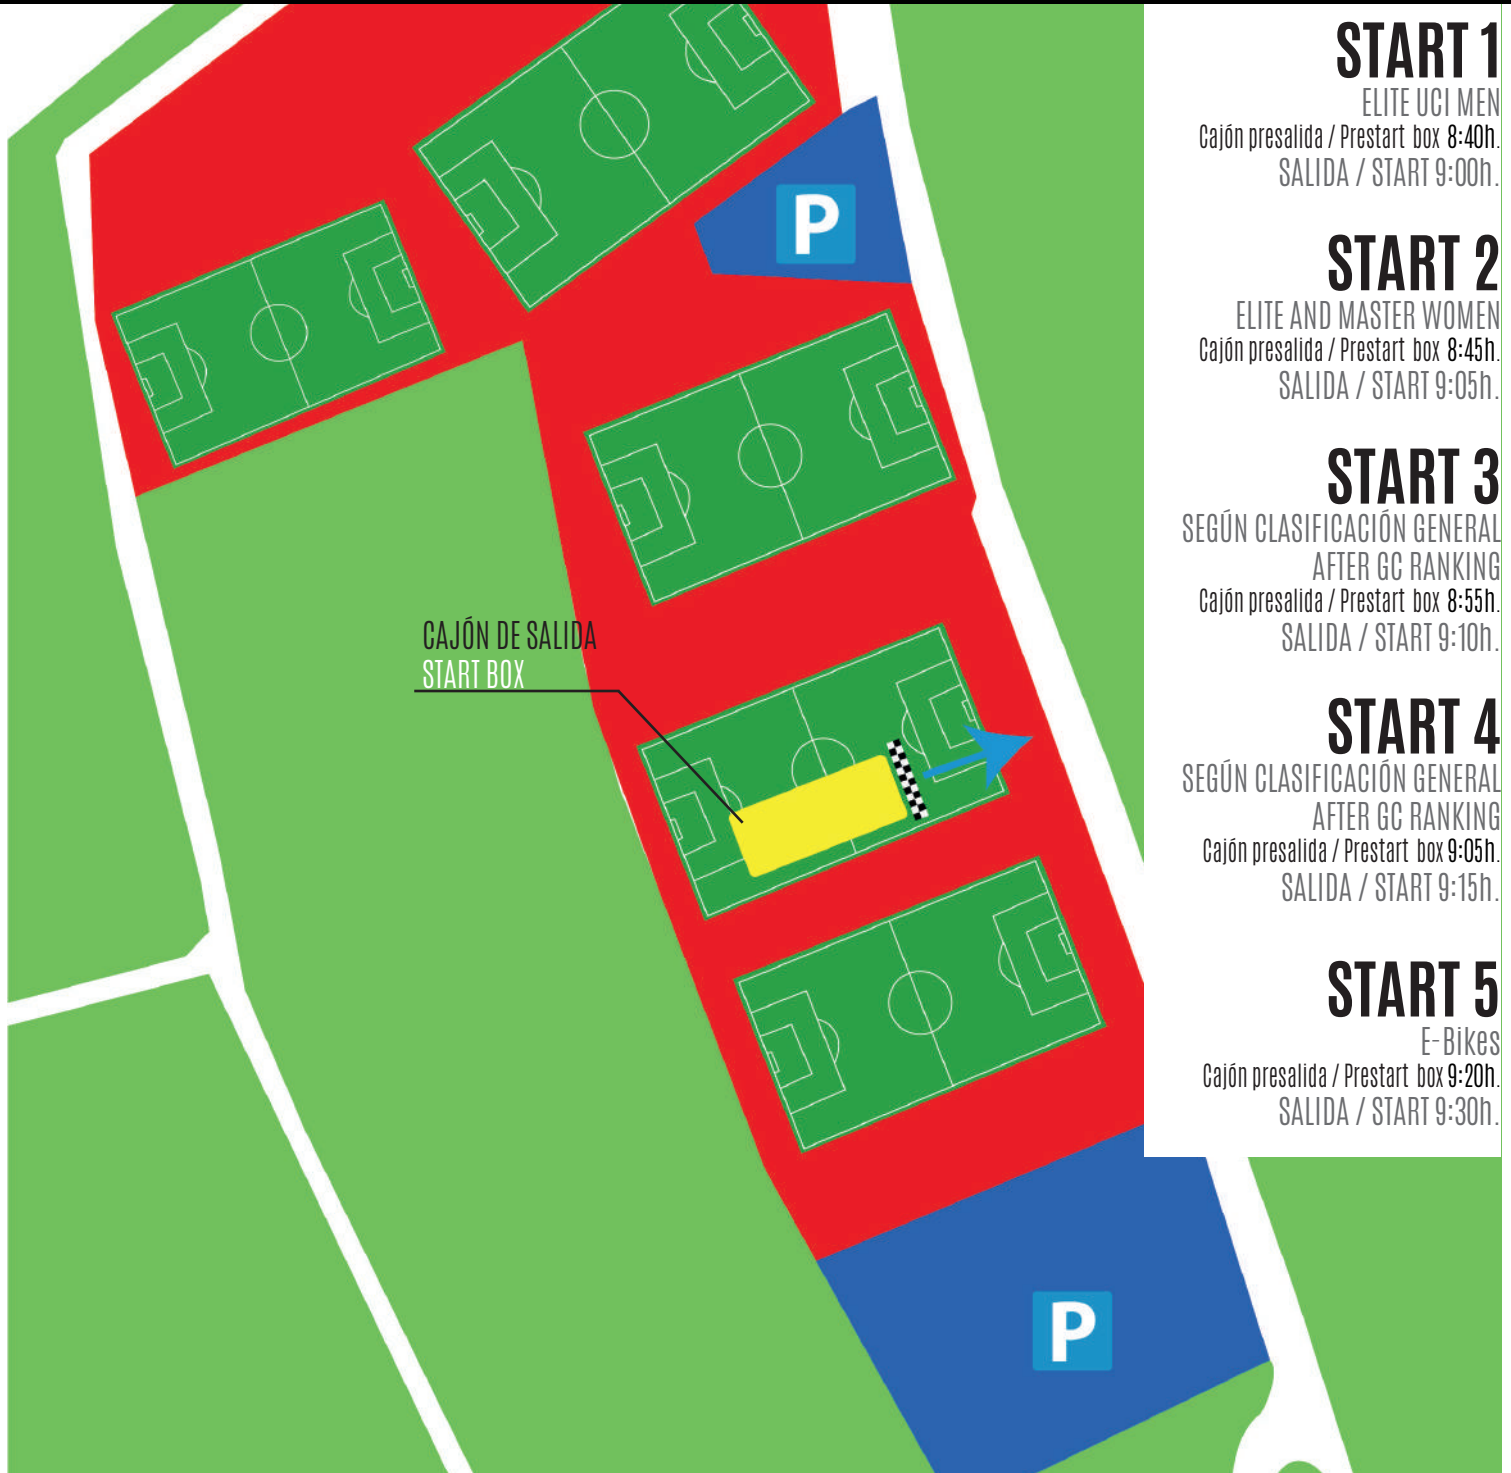 START 1
ELITE UCI MEN
Cajón presalida / Prestart box 8:40h.
SALIDA / START 9:00h.
START 2
ELITE AND MASTER WOMEN
Cajón presalida / Prestart box 8:45h.
SALIDA / START 9:05h.
START 3
SEGÚN CLASIFICACIÓN GENERAL
AFTER GC RANKING
Cajón presalida / Prestart box 8:55h.
SALIDA / START 9:10h.
START 4
SEGÚN CLASIFICACIÓN GENERAL
AFTER GC RANKING
Cajón presalida / Prestart box 9:05h.
SALIDA / START 9:15h.
START 5
E-Bikes
Cajón presalida / Prestart box 9:20h.
SALIDA / START 9:30h.
P
CAJÓN DE SALIDA
START BOX
P